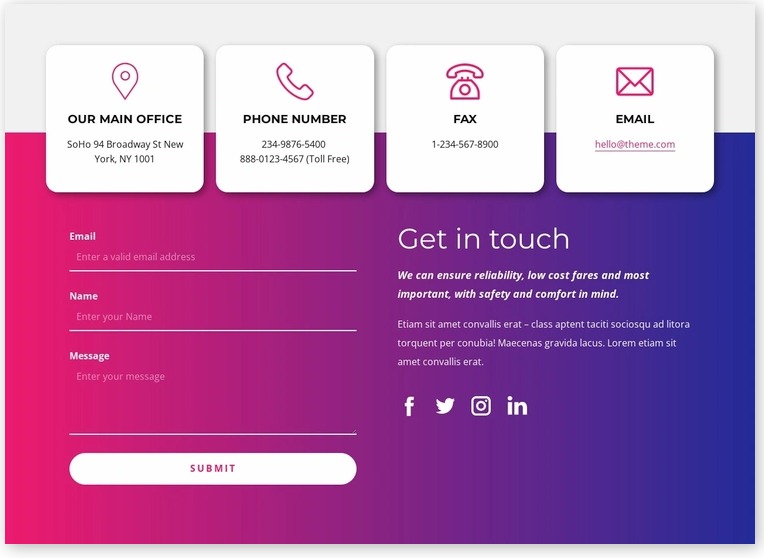 OUR MAIN OFFICE
SoHo 94 Broadway St New
York, NY 1001
PHONE NUMBER
234-9876-5400
888-0123-4567 (Toll Free)
FAX
1-234-567-8900
EMAIL
hello@theme.com
Email
Enter a valid email address
Name
Enter your Name
Message
Enter your message
SUBMIT
Get in touch
We can ensure reliability, low cost fares and most
important, with safety and comfort in mind.
Etiam sit amet convallis erat – class aptent taciti sociosqu ad litora
torquent per conubia! Maecenas gravida lacus. Lorem etiam sit
amet convallis erat.